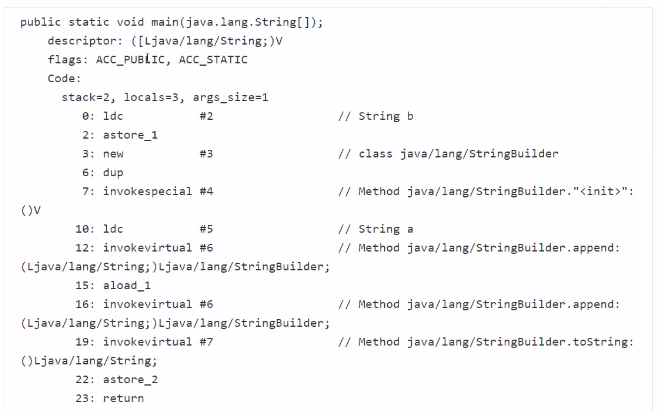 public static void main(java.lang.String[]);
descriptor: ([Ljava/lang/String;)V
flags: ACC_PUBLIC, ACC_STATIC
Code:
stack=2, locals=3, args_size=1
0: ldc #2 // String b
2: astore_1
3: new #3 // class java/lang/StringBuilder
6: dup
7: invokespecial #4 // Method java/lang/StringBuilder."<init>":
()V
10: ldc #5 // String a
12: invokevirtual #6 // Method java/lang/StringBuilder.append:
(Ljava/lang/String;)Ljava/lang/StringBuilder;
15: aload_1
16: invokevirtual #6 // Method java/lang/StringBuilder.append:
(Ljava/lang/String;)Ljava/lang/StringBuilder;
19: invokevirtual #7 // Method java/lang/StringBuilder.toString:
()Ljava/lang/String;
22: astore_2
23: return